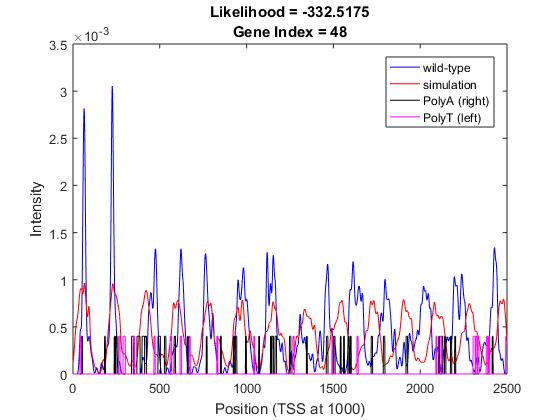 Likelihood = -332.5175
Gene Index = 48
×10⁻³
3.5
3
2.5
2
1.5
1
0.5
0
Intensity
wild-type
simulation
PolyA (right)
PolyT (left)
0 500 1000 1500 2000 2500
Position (TSS at 1000)